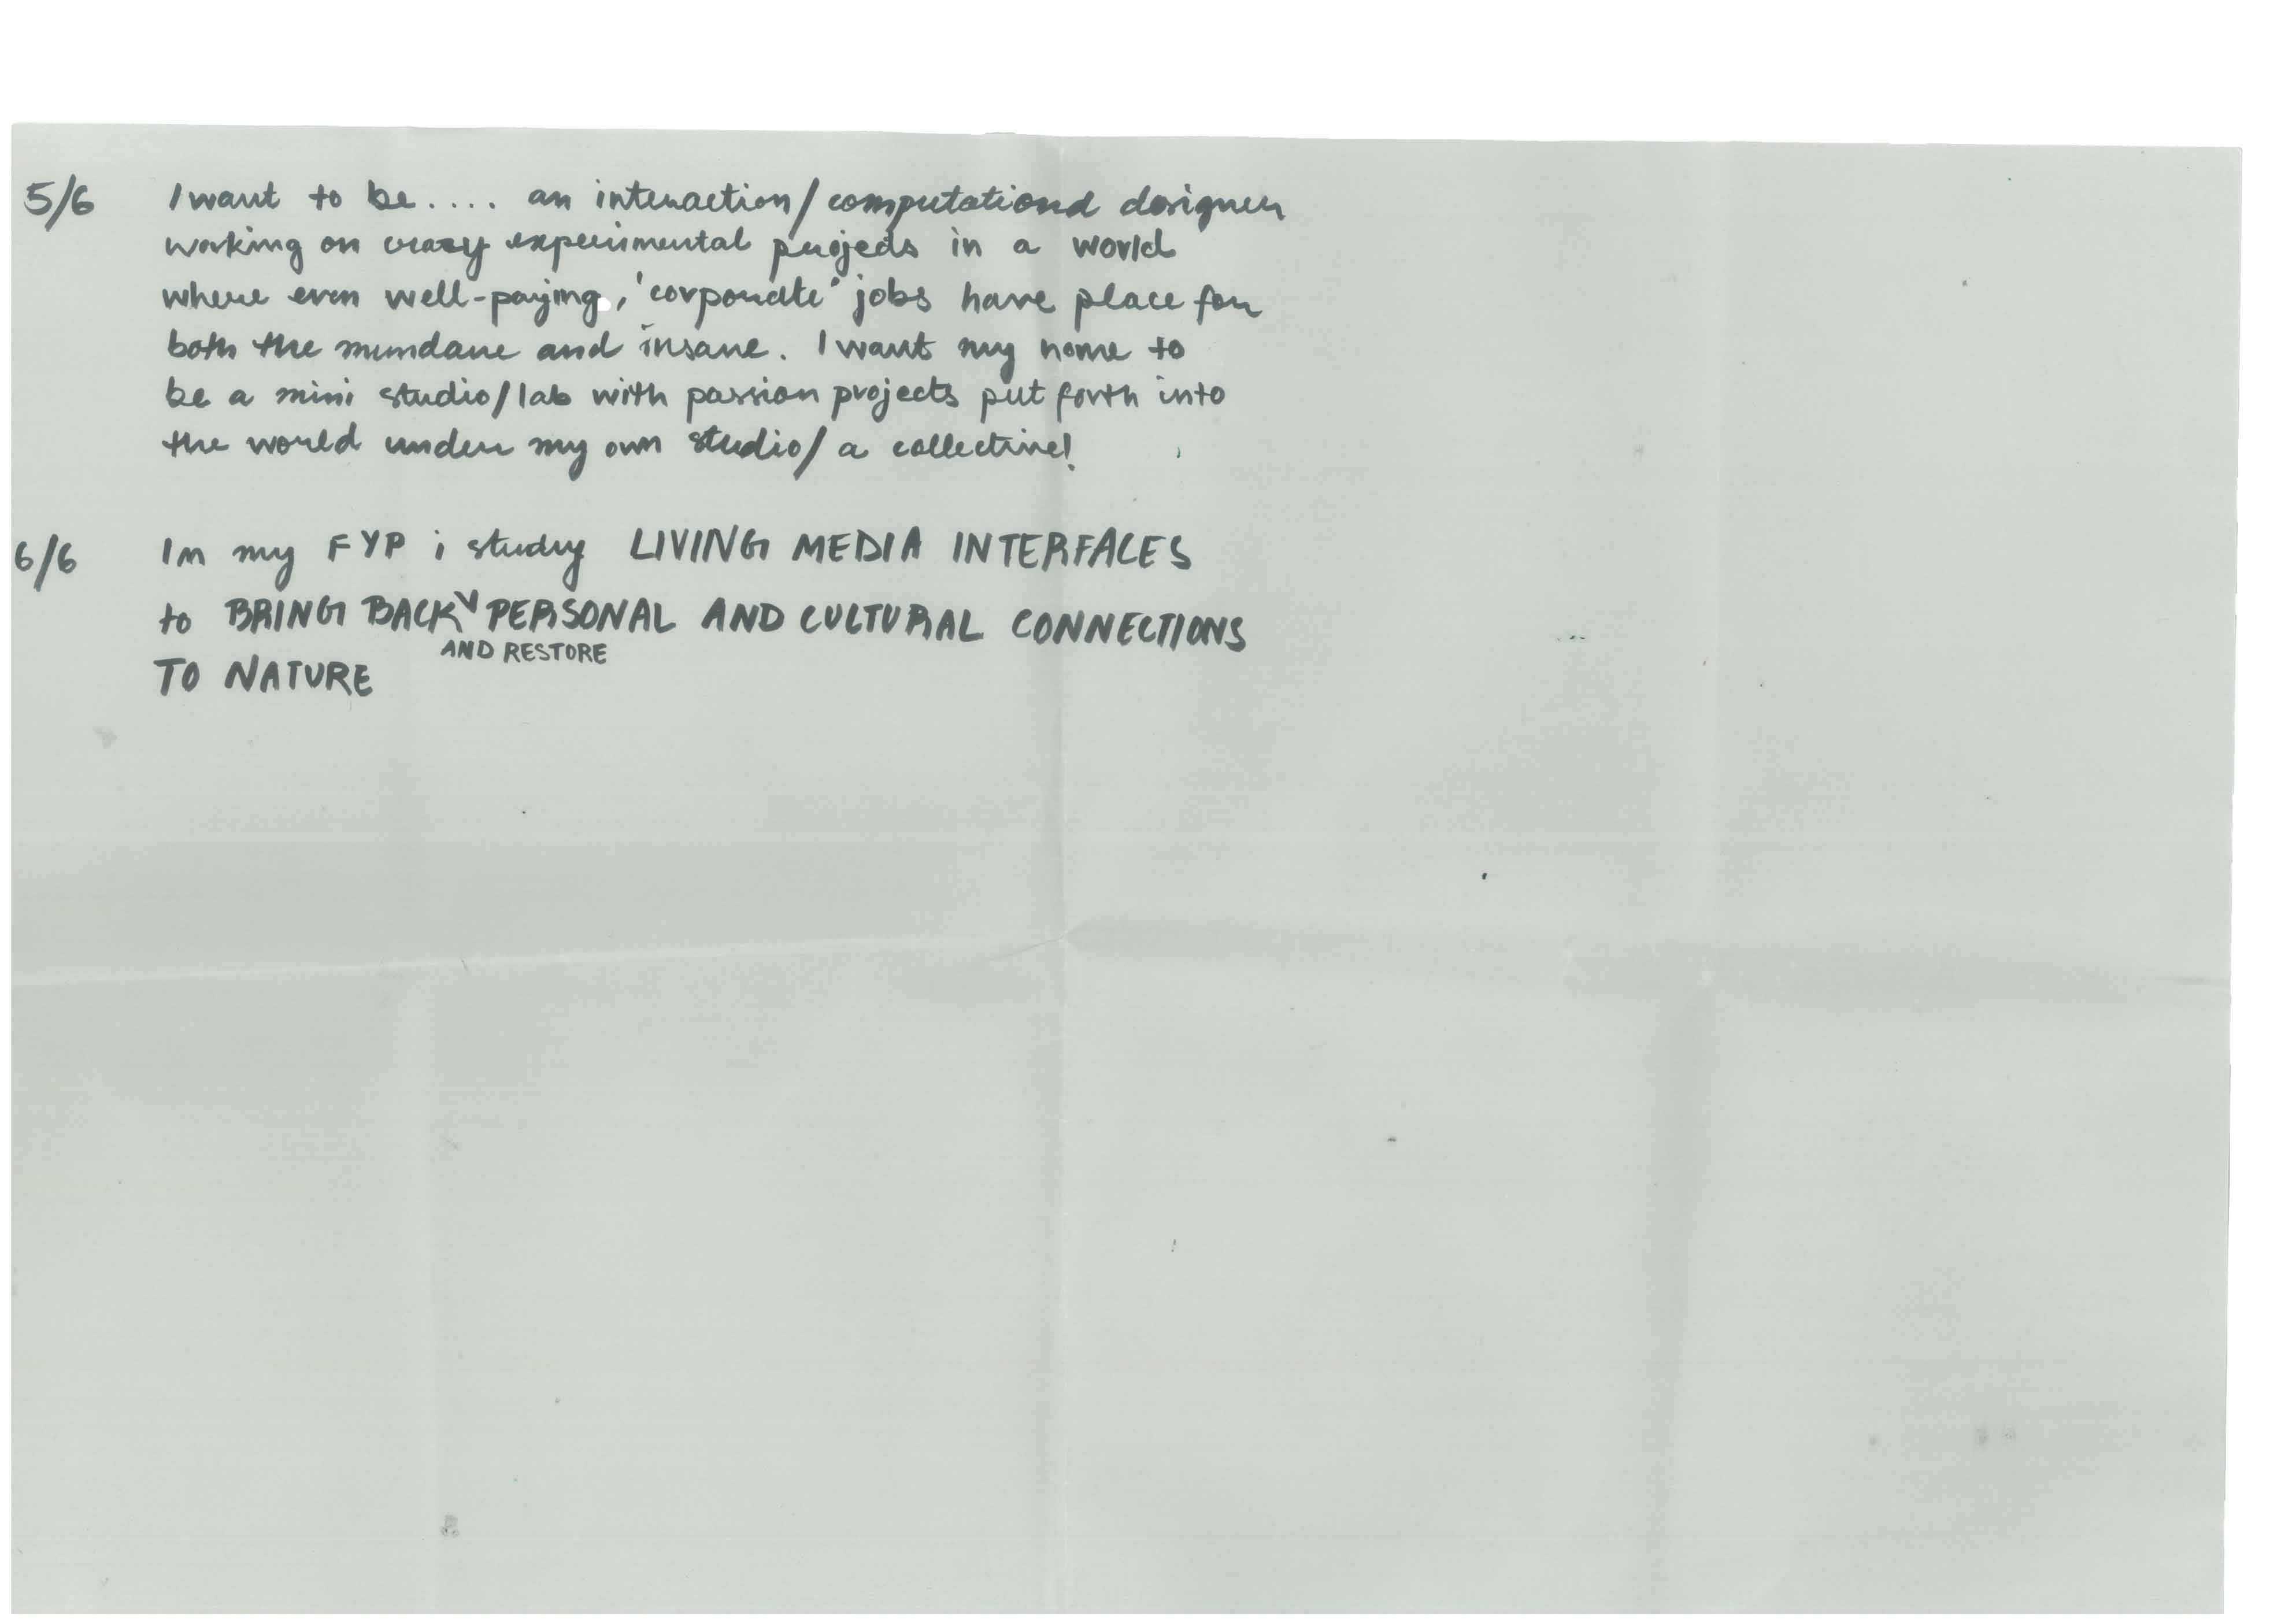 5/6 I want to be.... an interaction/computational designer
working on crazy experimental projects in a world
where even well-paying, 'corporate' jobs have place for
both the mundane and insane. I want my home to
be a mini studio/lab with passion projects put forth into
the world under my own studio/a collective!
6/6 In my FYP i study LIVING MEDIA INTERFACES
to BRING BACK AND RESTORE PERSONAL AND CULTURAL CONNECTIONS
TO NATURE